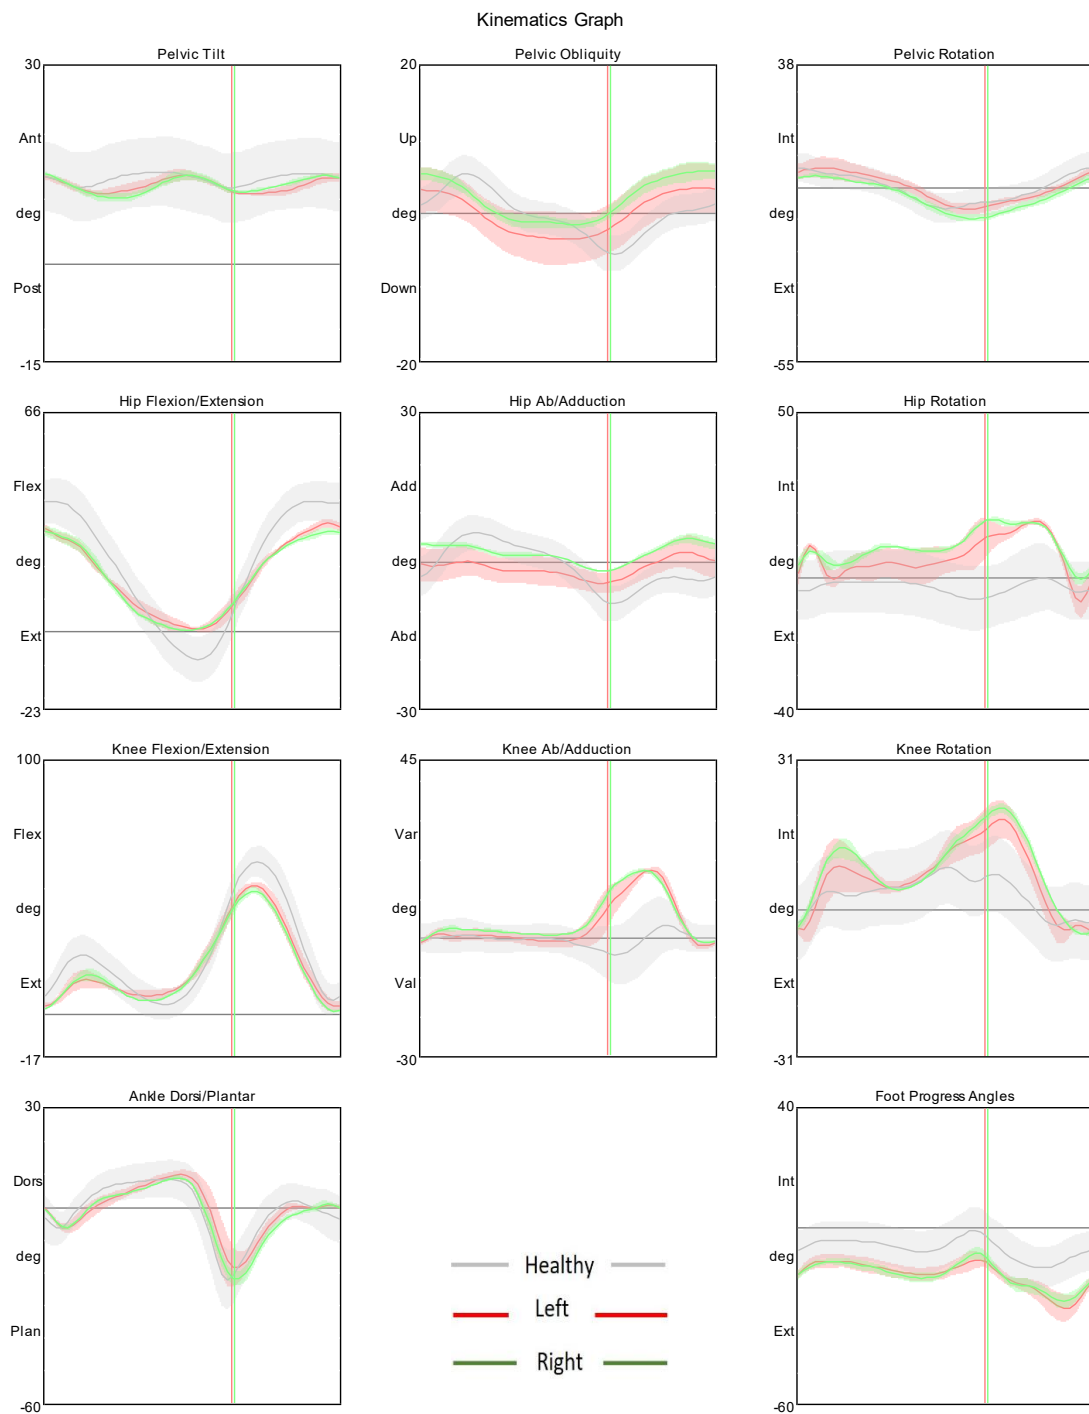 Kinematics Graph
Pelvic Tilt
30
Ant
deg
Post
-15
Pelvic Obliquity
20
Up
deg
Down
-20
Pelvic Rotation
38
Int
deg
Ext
-55
Hip Flexion/Extension
66
Flex
deg
Ext
-23
Hip Ab/Adduction
30
Add
deg
Abd
-30
Hip Rotation
50
Int
deg
Ext
-40
Knee Flexion/Extension
100
Flex
deg
Ext
-17
Knee Ab/Adduction
45
Var
deg
Val
-30
Knee Rotation
31
Int
deg
Ext
-31
Ankle Dorsi/Plantar
30
Dors
deg
Plan
-60
Healthy
Left
Right
Foot Progress Angles
40
Int
deg
Ext
-60